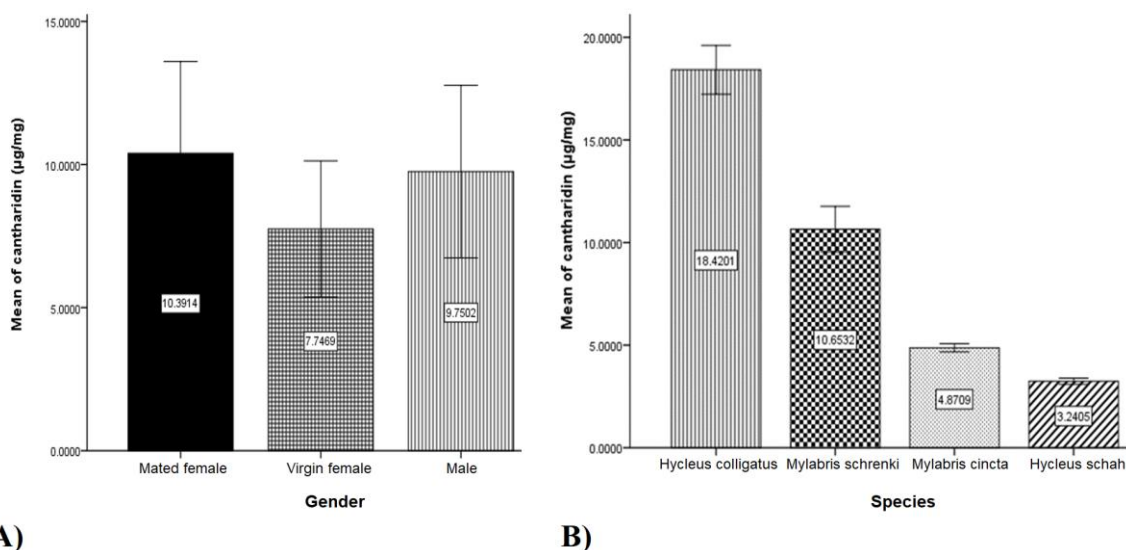 15.0000
10.0000
5.0000
0.0000
Mean of cantharidin (µg/mg)
10.3914
7.7469
9.7502
Mated female
Virgin female
Male
Gender
A)
20.0000
15.0000
10.0000
5.0000
0.0000
Mean of cantharidin (µg/mg)
18.4201
10.6532
4.8709
3.2405
Hycleus colligatus
Mylabris schrenki
Mylabris cincta
Hycleus schah
Species
B)